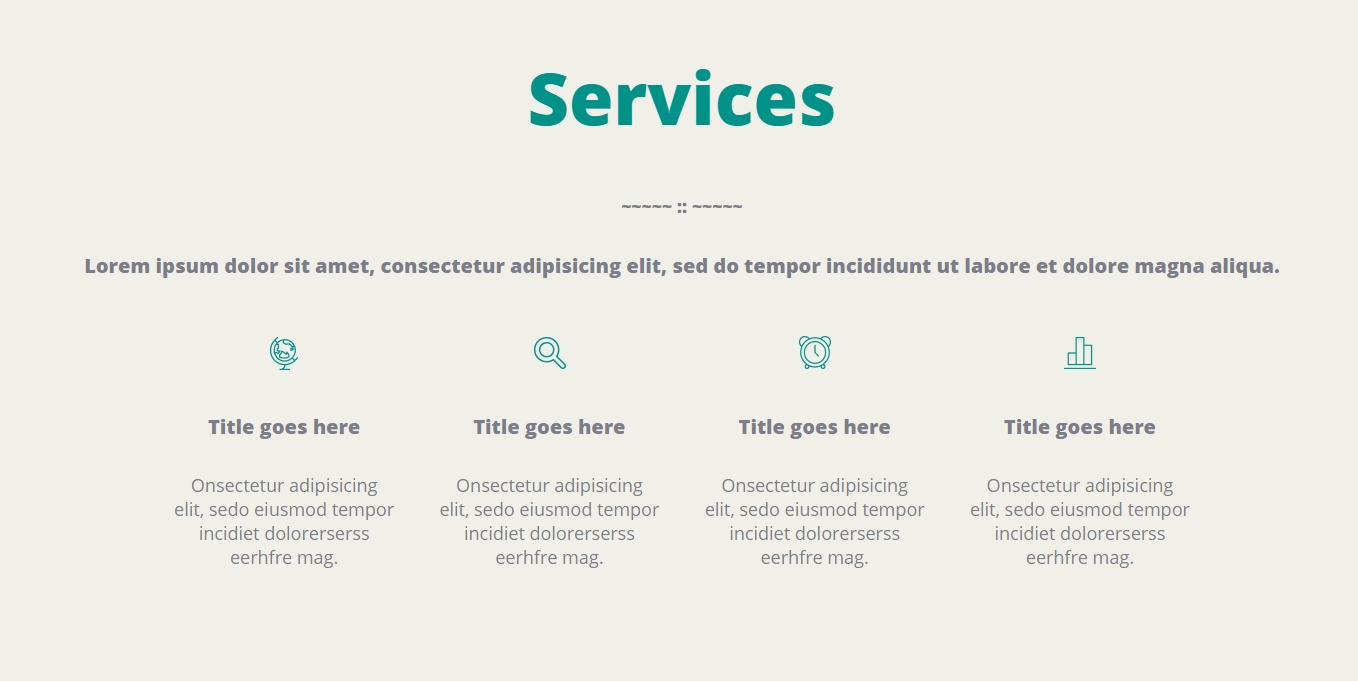 Services
~~~~~ :: ~~~~~
Lorem ipsum dolor sit amet, consectetur adipisicing elit, sed do tempor incididunt ut labore et dolore magna aliqua.
Title goes here
Onsectetur adipisicing
elit, sedo eiusmod tempor
incidiet dolorerserss
eerhfre mag.
Title goes here
Onsectetur adipisicing
elit, sedo eiusmod tempor
incidiet dolorerserss
eerhfre mag.
Title goes here
Onsectetur adipisicing
elit, sedo eiusmod tempor
incidiet dolorerserss
eerhfre mag.
Title goes here
Onsectetur adipisicing
elit, sedo eiusmod tempor
incidiet dolorerserss
eerhfre mag.